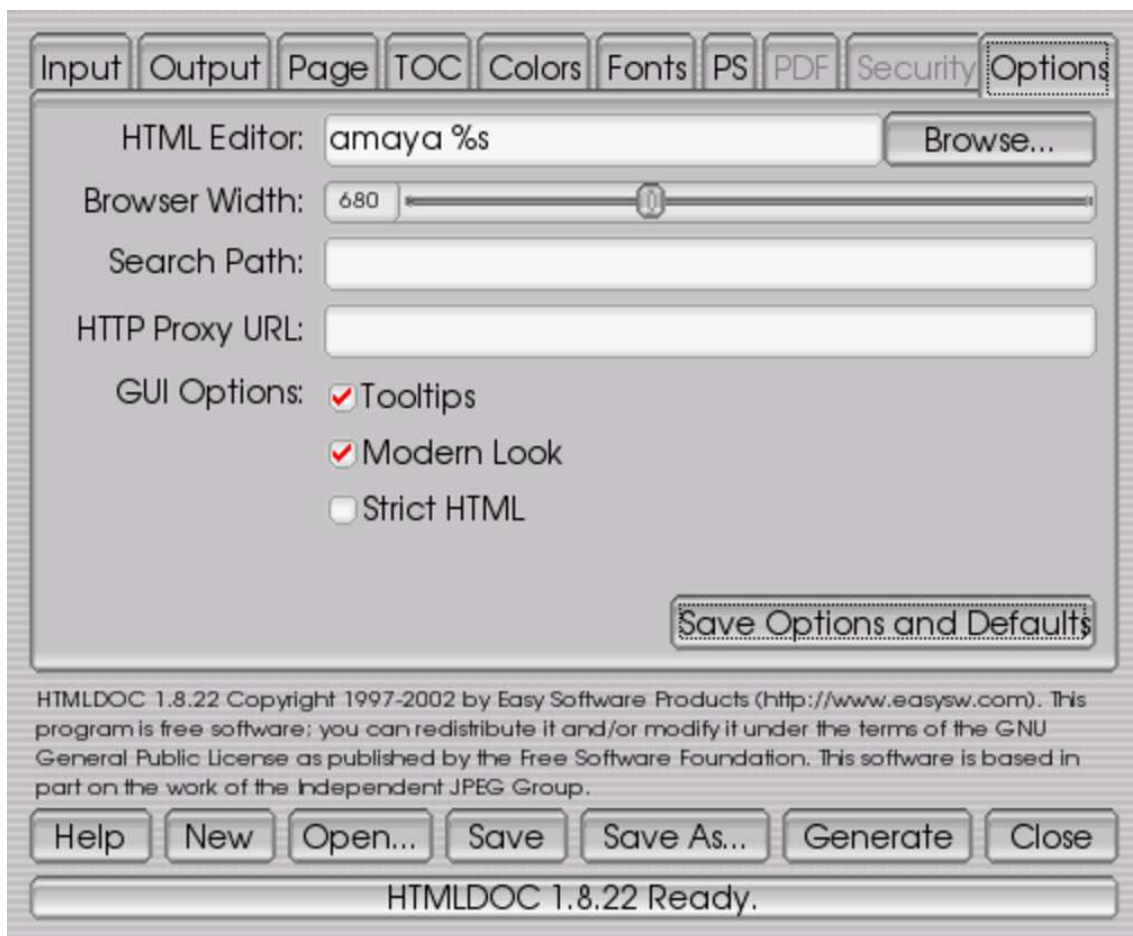 Input Output Page TOC Colors Fonts PS PDF Security Options
HTML Editor: amaya %s Browse...
Browser Width: 680
Search Path:
HTTP Proxy URL:
GUI Options: Tooltips
Modern Look
Strict HTML
Save Options and Defaults
HTMLDOC 1.8.22 Copyright 1997-2002 by Easy Software Products (http://www.easysw.com). This
program is free software; you can redistribute it and/or modify it under the terms of the GNU
General Public License as published by the Free Software Foundation. This software is based in
part on the work of the Independent JPEG Group.
Help New Open... Save Save As... Generate Close
HTMLDOC 1.8.22 Ready.